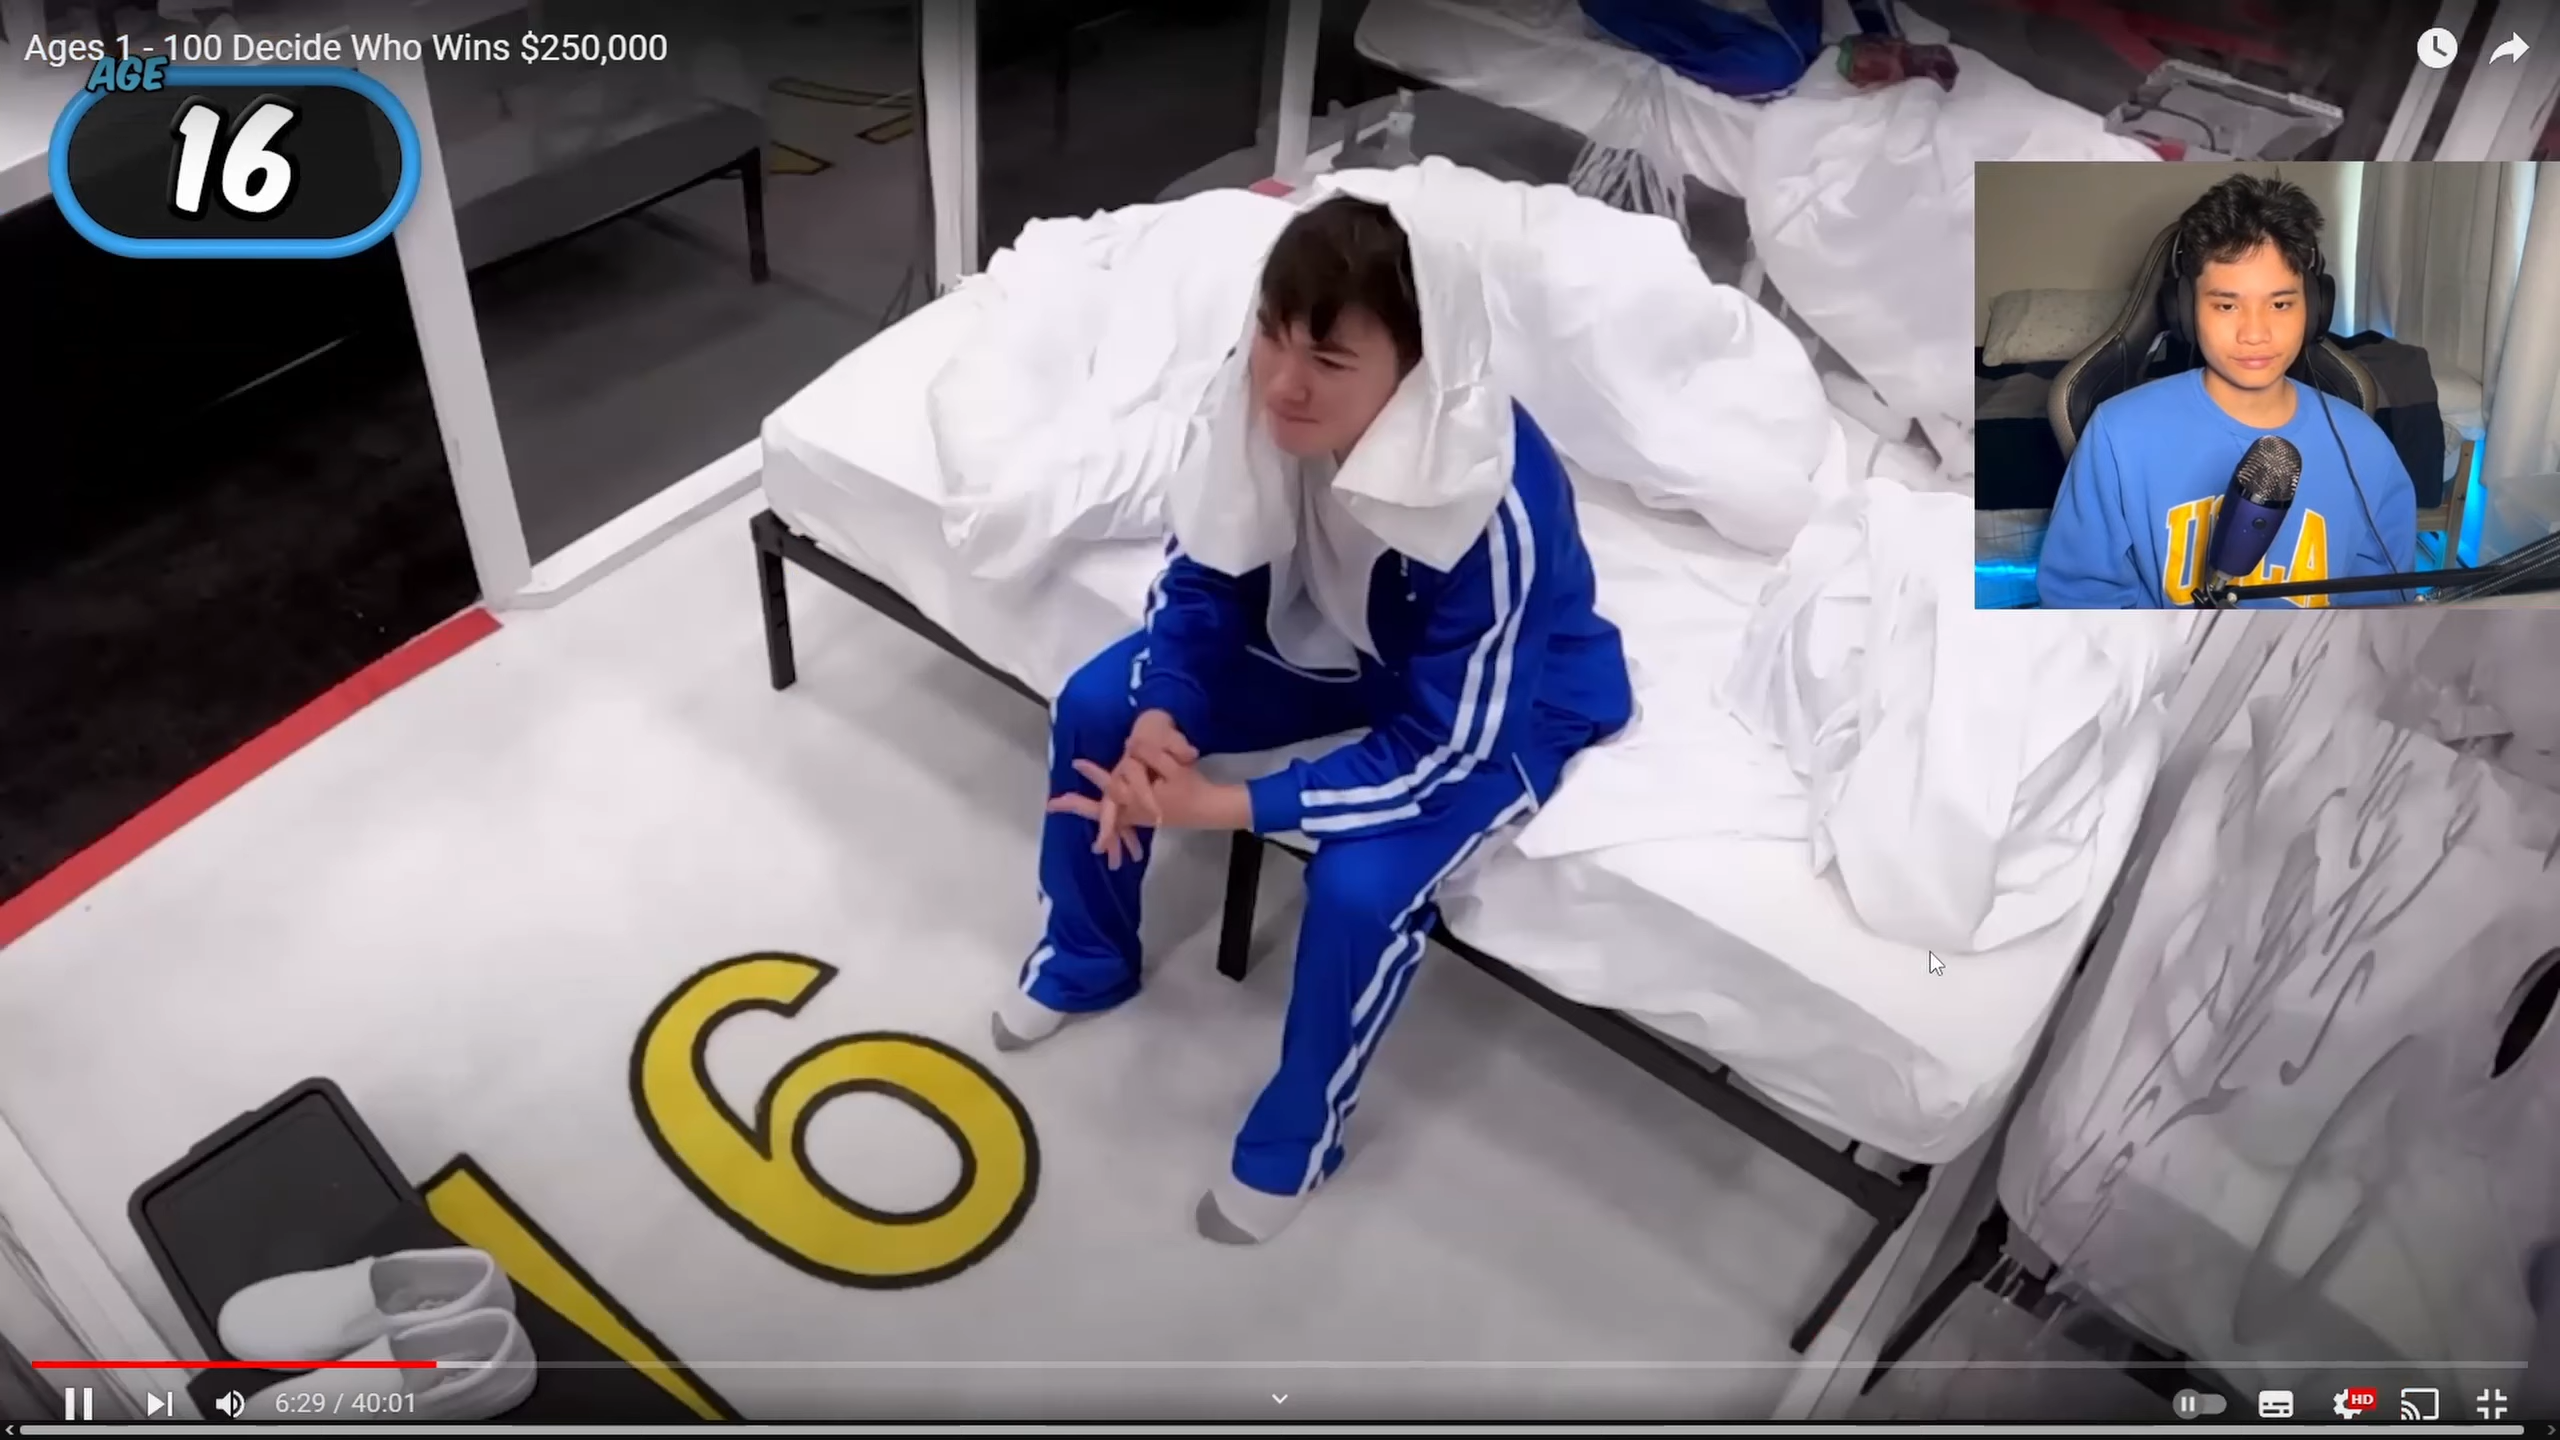 Ages 1 - 100 Decide Who Wins $250,000
AGE
16
UCLA
16
6:29 / 40:01
HD